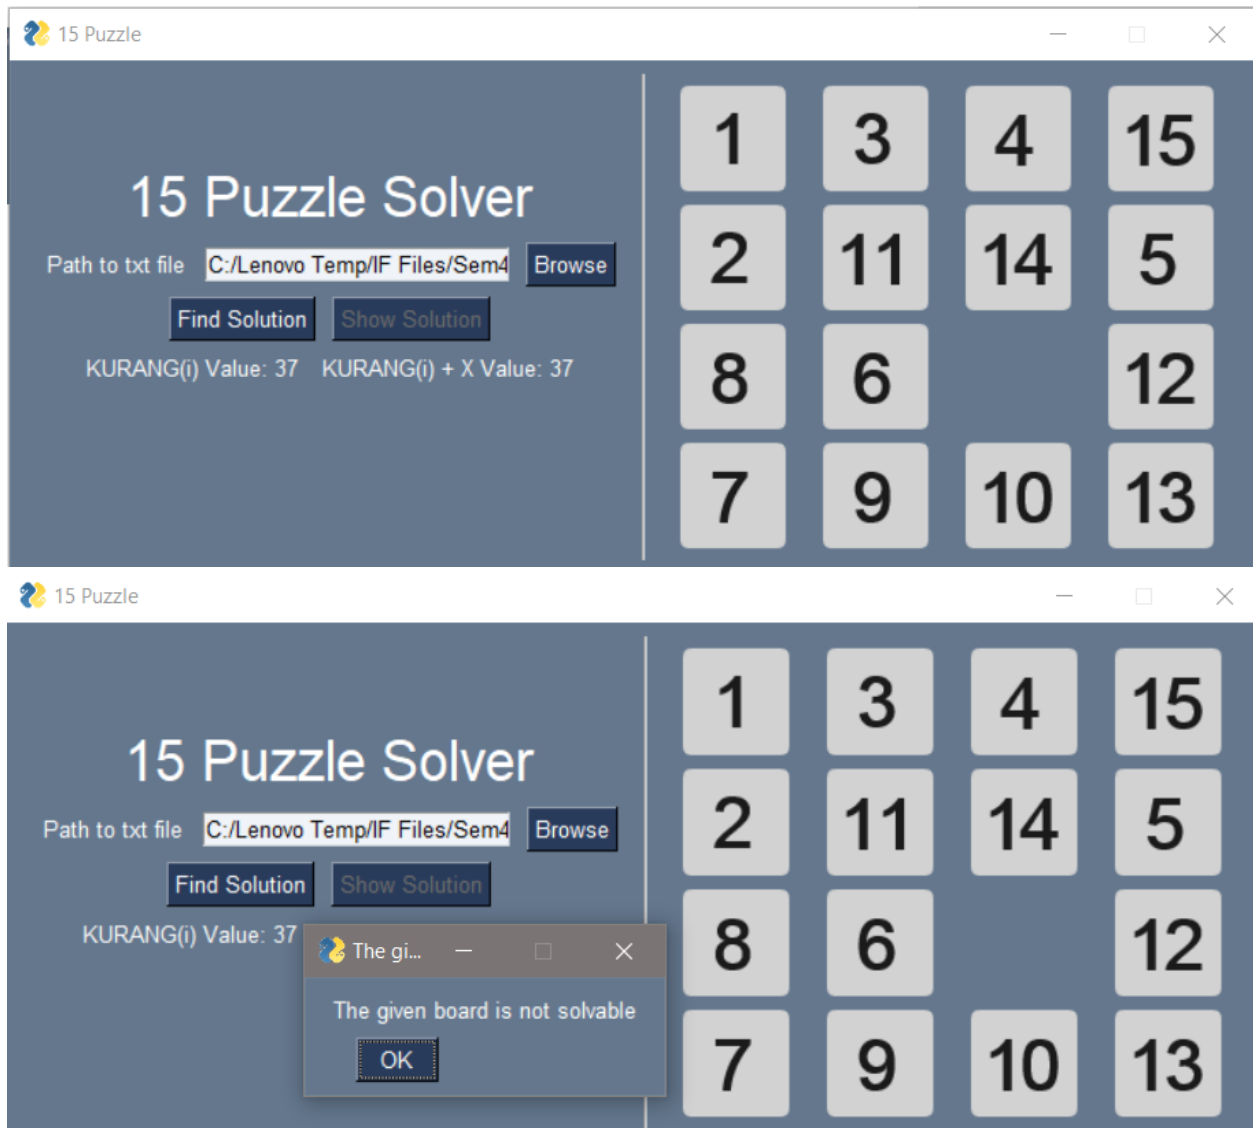 15 Puzzle
15 Puzzle Solver
Path to txt file C:/Lenovo Temp/IF Files/Sem4 Browse
Find Solution Show Solution
KURANG(i) Value: 37 KURANG(i) + X Value: 37
1 3 4 15
2 11 14 5
8 6 12
7 9 10 13
15 Puzzle
15 Puzzle Solver
Path to txt file C:/Lenovo Temp/IF Files/Sem4 Browse
Find Solution Show Solution
KURANG(i) Value: 37
The gi...
The given board is not solvable
OK
1 3 4 15
2 11 14 5
8 6 12
7 9 10 13